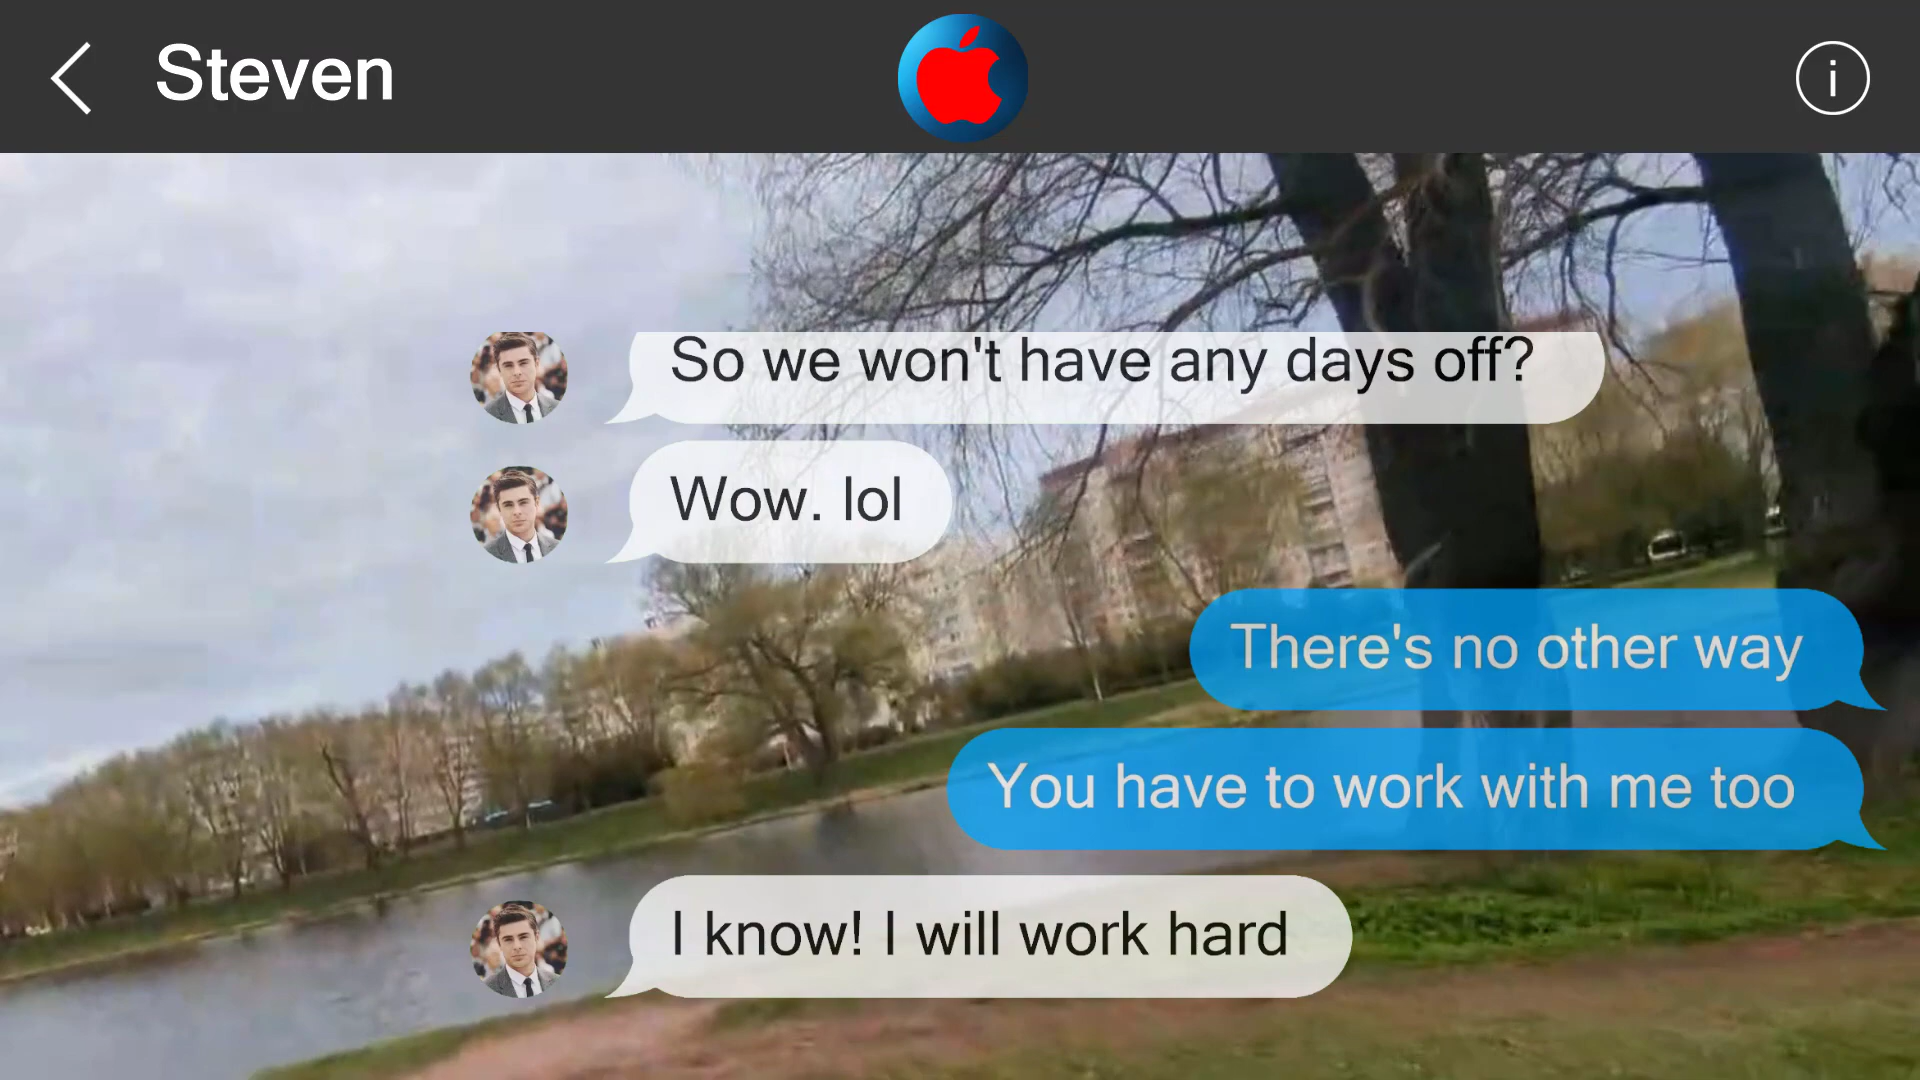 Steven
So we won't have any days off?
Wow. lol
There's no other way
You have to work with me too
I know! I will work hard